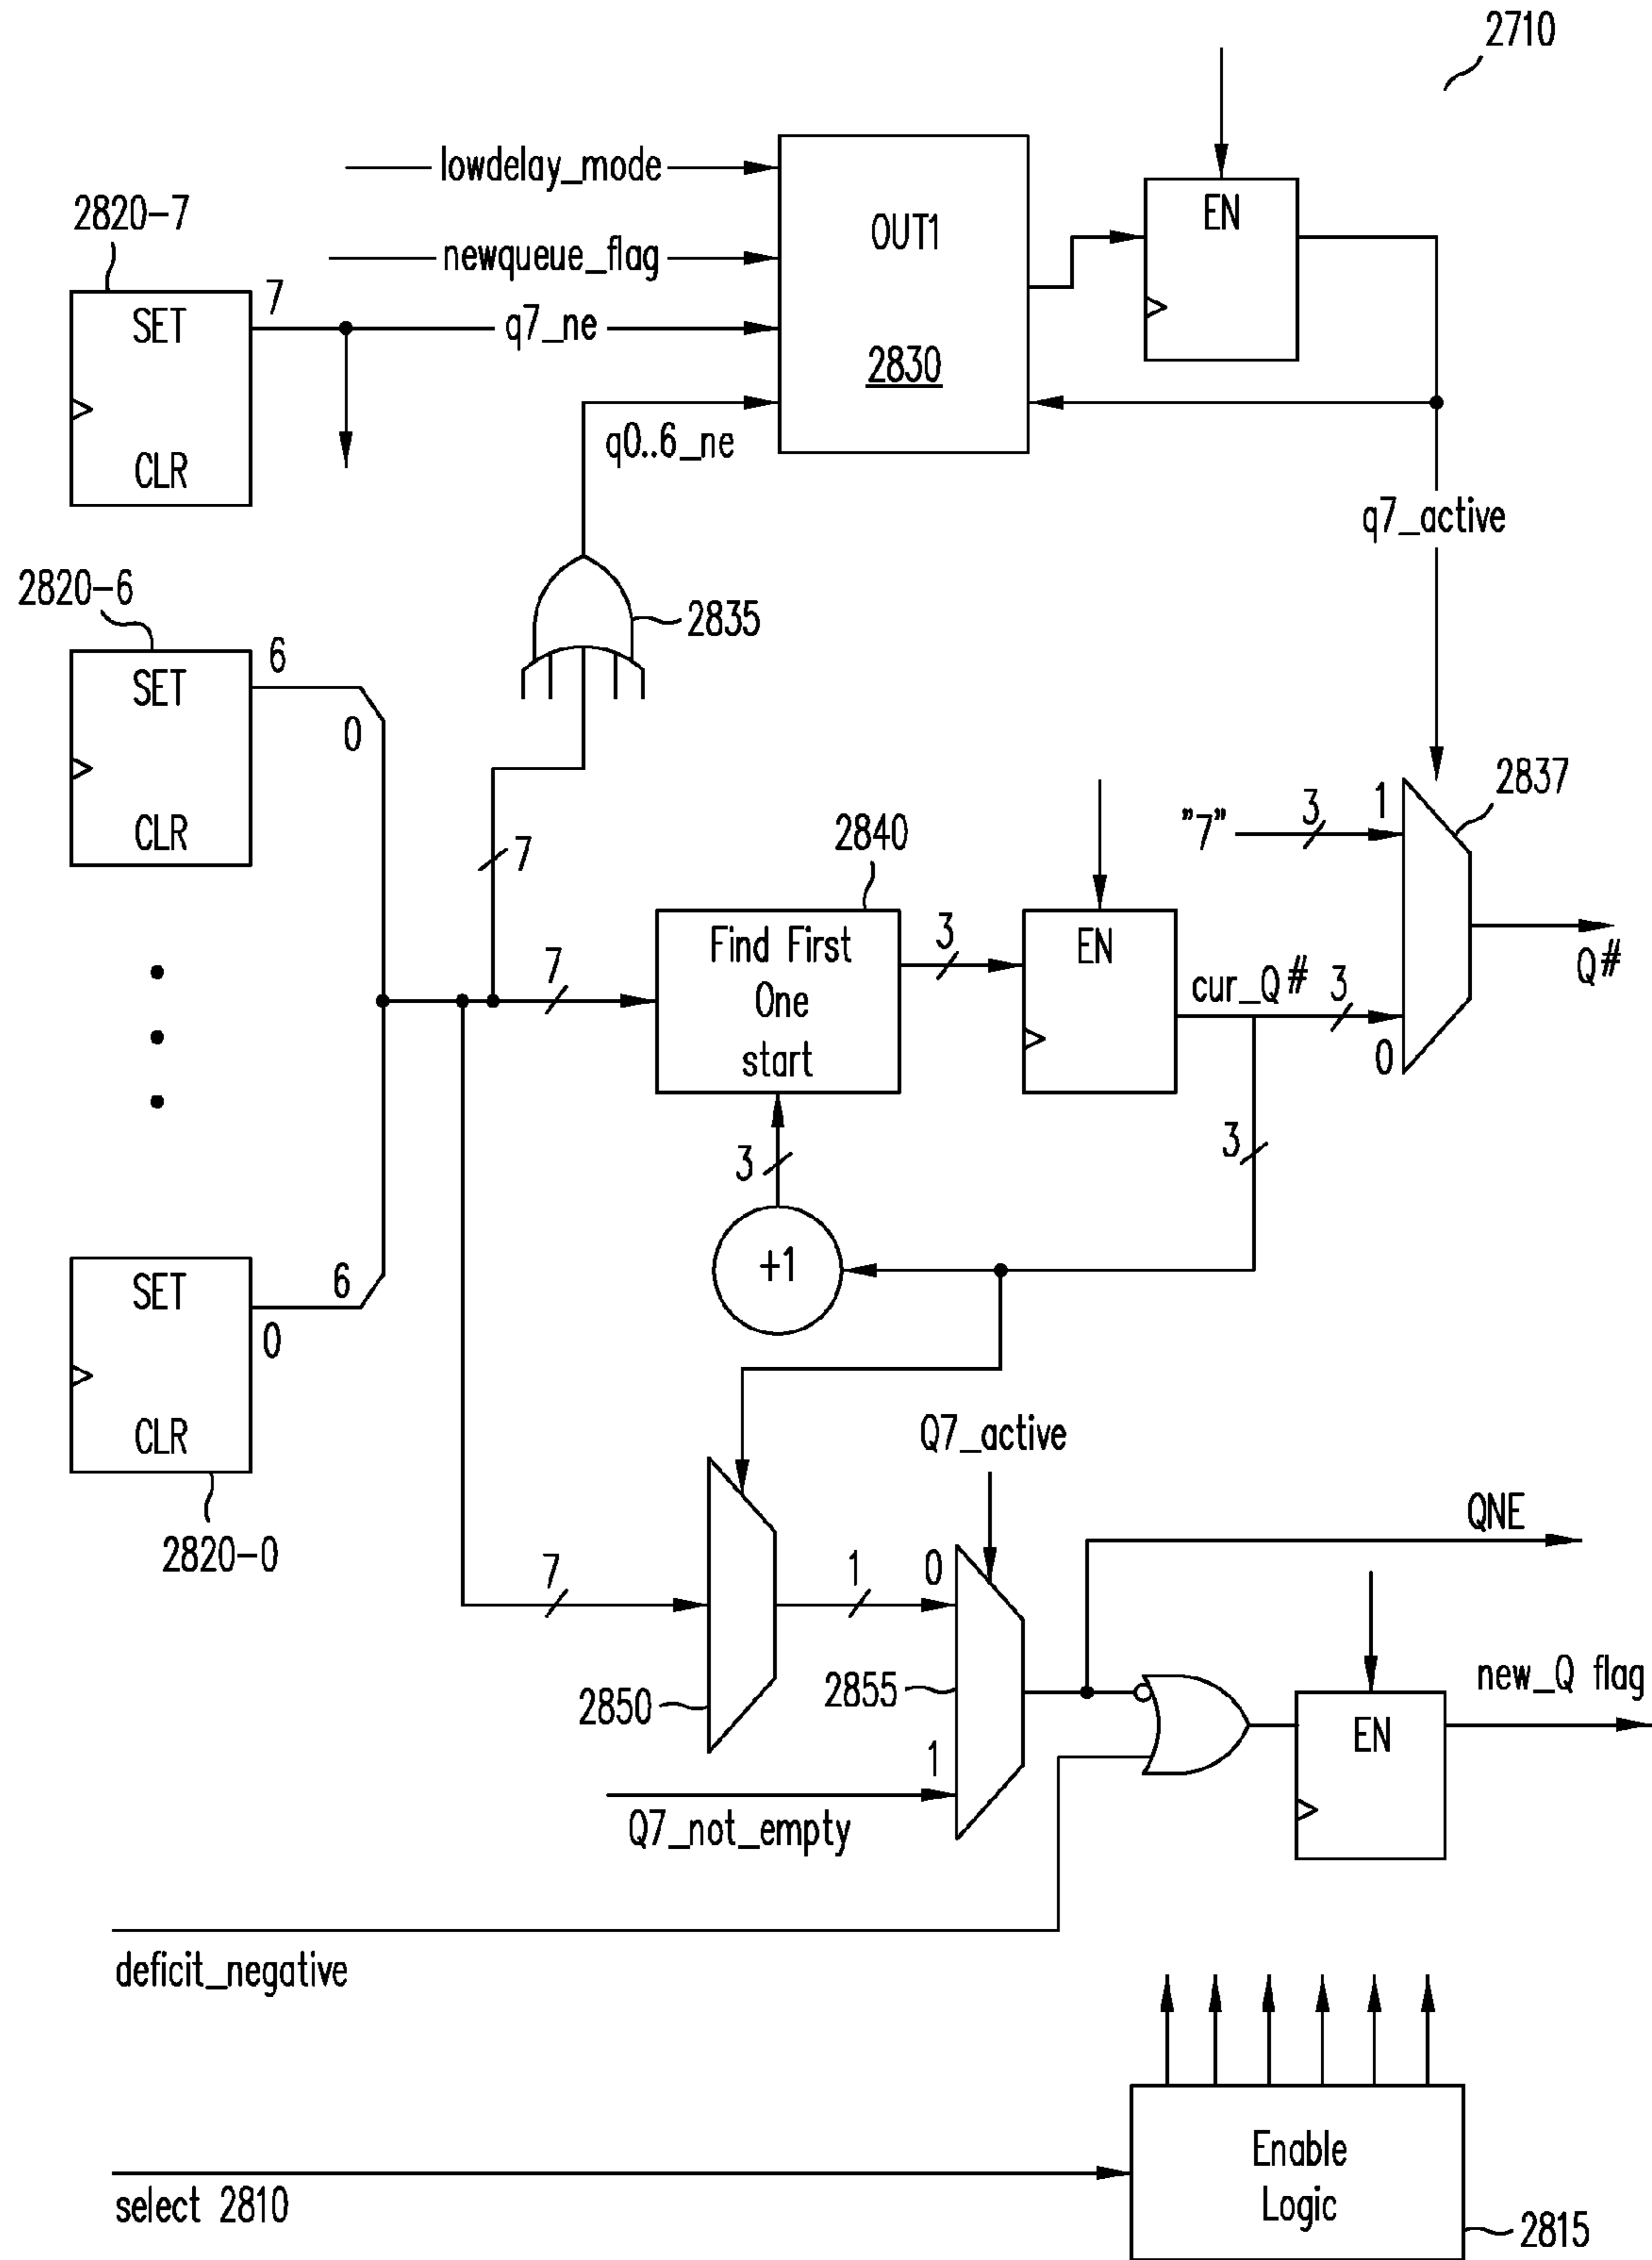 2710
lowdelay_mode
OUT1
EN
2820-7
newqueue_flag
SET
7
q7_ne
2830
CLR
q0..6_ne
q7_active
2820-6
2835
SET
6
0
CLR
7
2840
"7"
3
1
2837
Find First
One
start
7
3
EN
cur_Q#
3
0
Q#
3
3
+1
SET
6
0
CLR
2820-0
Q7_active
QNE
7
1
0
2850
2855
new_Q flag
EN
1
Q7_not_empty
deficit_negative
Enable
Logic
select 2810
2815